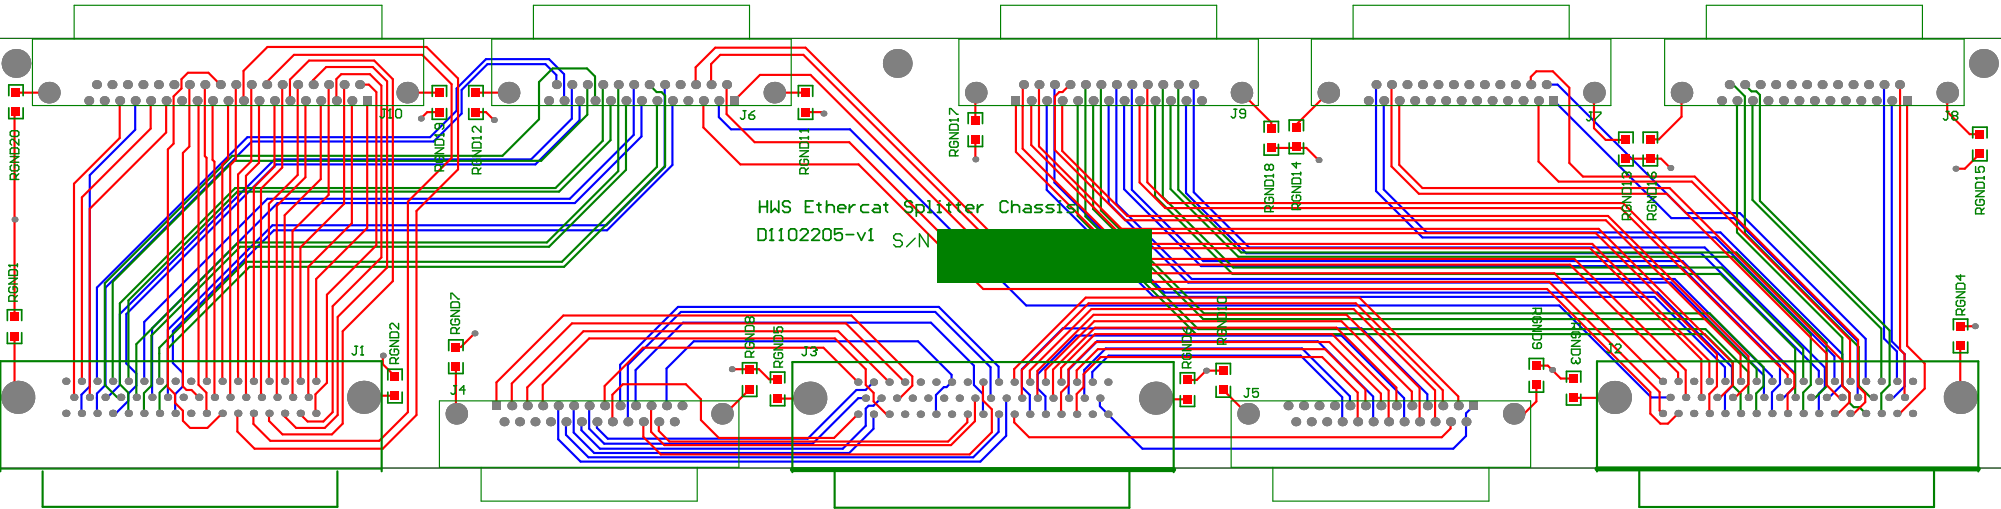 J10
J6
J9
J7
J8
RGND20
RGND19
RGND12
RGND11
RGND17
RGND18
RGND14
RGND13
RGND16
RGND15
HWS Ethercat Splitter Chassis
D1102205-v1
S/N
RGND1
RGND2
RGND7
RGND8
RGND5
RGND6
RGND10
RGND9
RGND3
RGND4
J1
J4
J3
J5
J2